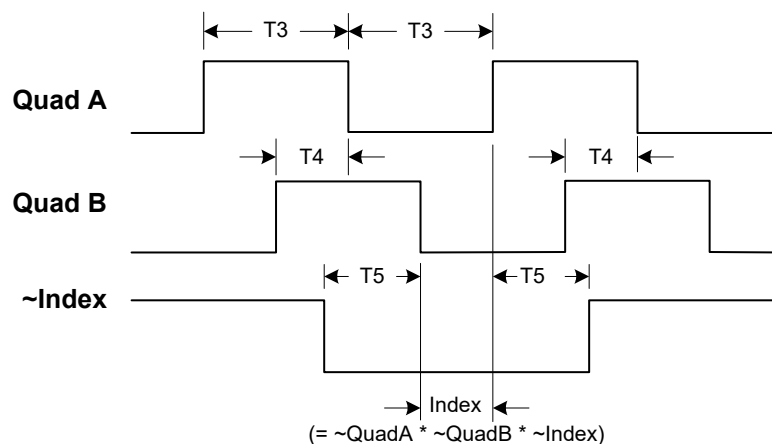 T3
T3
Quad A
T4
T4
Quad B
T5
T5
~Index
Index
(= ~QuadA * ~QuadB * ~Index)